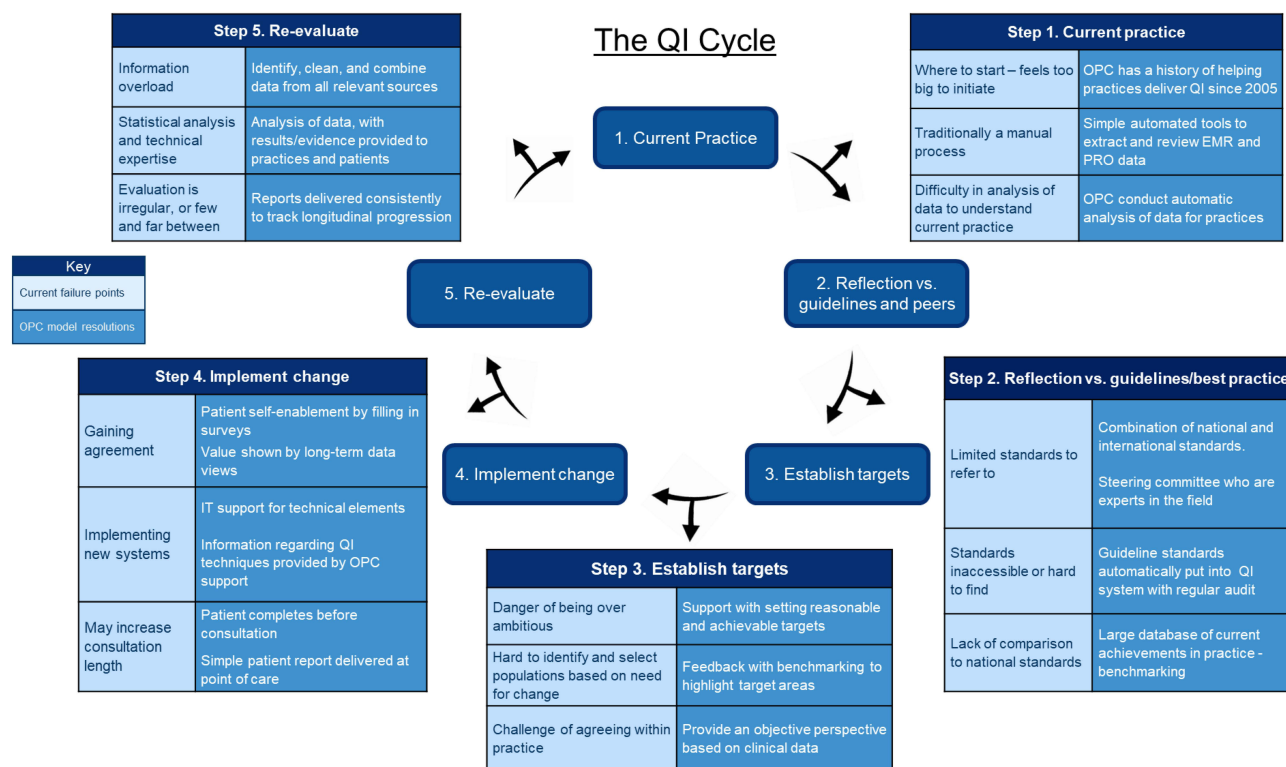 The QI Cycle
1. Current Practice
2. Reflection vs.
guidelines and peers
3. Establish targets
4. Implement change
5. Re-evaluate
Key
Current failure points
OPC model resolutions
Step 1. Current practice
Where to start – feels too
big to initiate
OPC has a history of helping
practices deliver QI since 2005
Traditionally a manual
process
Simple automated tools to
extract and review EMR and
PRO data
Difficulty in analysis of
data to understand
current practice
OPC conduct automatic
analysis of data for practices
Step 2. Reflection vs. guidelines/best practice
Limited standards to
refer to
Combination of national and
international standards.
Steering committee who are
experts in the field
Standards
inaccessible or hard
to find
Guideline standards
automatically put into QI
system with regular audit
Lack of comparison
to national standards
Large database of current
achievements in practice -
benchmarking
Step 3. Establish targets
Danger of being over
ambitious
Support with setting reasonable
and achievable targets
Hard to identify and select
populations based on need
for change
Feedback with benchmarking to
highlight target areas
Challenge of agreeing within
practice
Provide an objective perspective
based on clinical data
Step 4. Implement change
Gaining
agreement
Patient self-enablement by filling in
surveys
Value shown by long-term data
views
Implementing
new systems
IT support for technical elements
Information regarding QI
techniques provided by OPC
support
May increase
consultation
length
Patient completes before
consultation
Simple patient report delivered at
point of care
Step 5. Re-evaluate
Information
overload
Identify, clean, and combine
data from all relevant sources
Statistical analysis
and technical
expertise
Analysis of data, with
results/evidence provided to
practices and patients
Evaluation is
irregular, or few
and far between
Reports delivered consistently
to track longitudinal progression